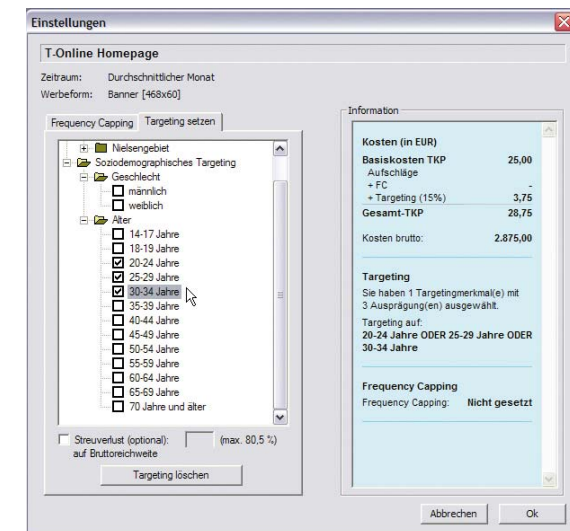 Einstellungen
T-Online Homepage
Zeitraum: Durchschnittlicher Monat
Werbeform: Banner [468x60]
Frequency Capping Targeting setzen
Nielsengebiet
Soziodemographisches Targeting
Geschlecht
männlich
weiblich
Alter
14-17 Jahre
18-19 Jahre
20-24 Jahre
25-29 Jahre
30-34 Jahre
35-39 Jahre
40-44 Jahre
45-49 Jahre
50-54 Jahre
55-59 Jahre
60-64 Jahre
65-69 Jahre
70 Jahre und älter
Streuverlust (optional): (max. 80,5 %)
auf Bruttoreichweite
Targeting löschen
Information
Kosten (in EUR)
Basiskosten TKP 25,00
Aufschläge
+ FC -
+ Targeting (15%) 3,75
Gesamt-TKP 28,75
Kosten brutto: 2.875,00
Targeting
Sie haben 1 Targetingmerkmal(e) mit
3 Ausprägung(en) ausgewählt.
Targeting auf:
20-24 Jahre ODER 25-29 Jahre ODER
30-34 Jahre
Frequency Capping
Frequency Capping: Nicht gesetzt
Abbrechen Ok